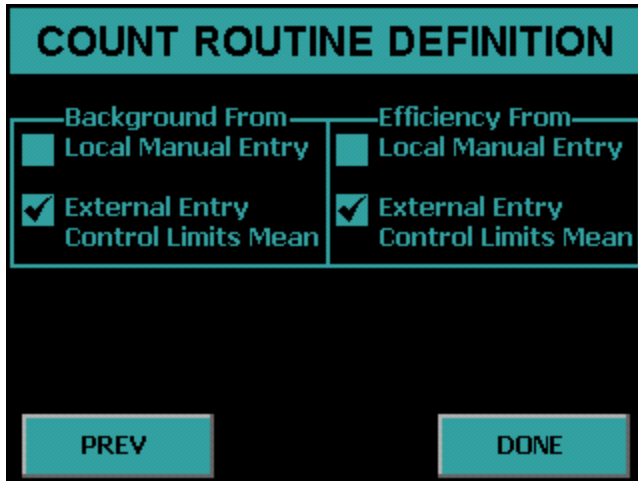 COUNT ROUTINE DEFINITION
Background From
Local Manual Entry
External Entry
Control Limits Mean
Efficiency From
Local Manual Entry
External Entry
Control Limits Mean
PREV
DONE